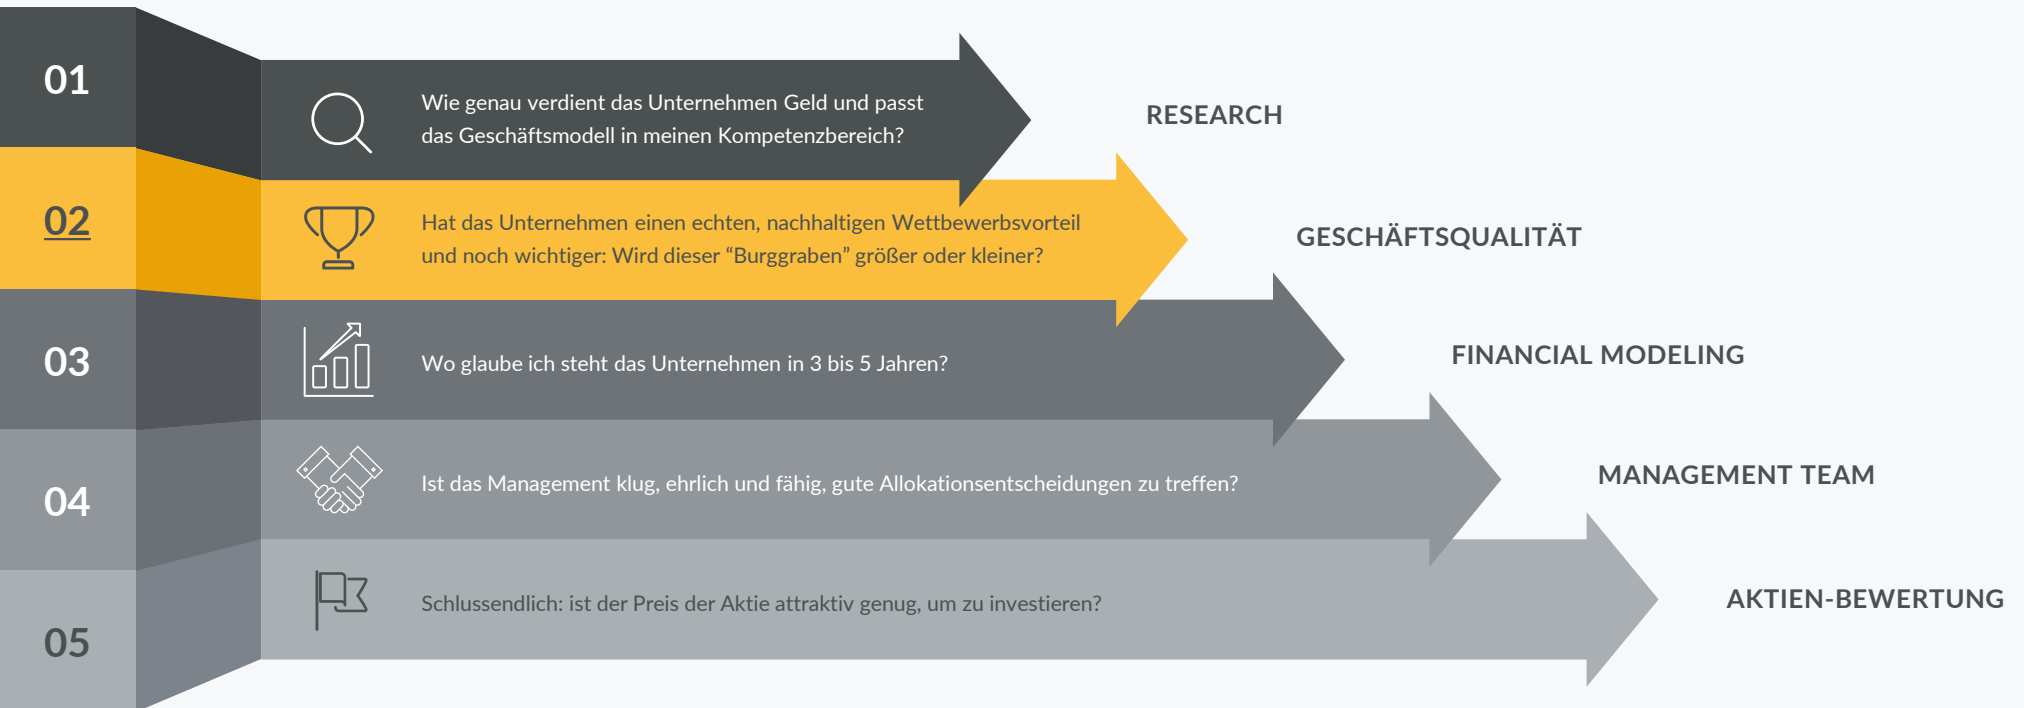 01
Wie genau verdient das Unternehmen Geld und passt
das Geschäftsmodell in meinen Kompetenzbereich?
RESEARCH
02
Hat das Unternehmen einen echten, nachhaltigen Wettbewerbsvorteil
und noch wichtiger: Wird dieser “Burggraben” größer oder kleiner?
GESCHÄFTSQUALITÄT
03
Wo glaube ich steht das Unternehmen in 3 bis 5 Jahren?
FINANCIAL MODELING
04
Ist das Management klug, ehrlich und fähig, gute Allokationsentscheidungen zu treffen?
MANAGEMENT TEAM
05
Schlussendlich: ist der Preis der Aktie attraktiv genug, um zu investieren?
AKTIEN-BEWERTUNG